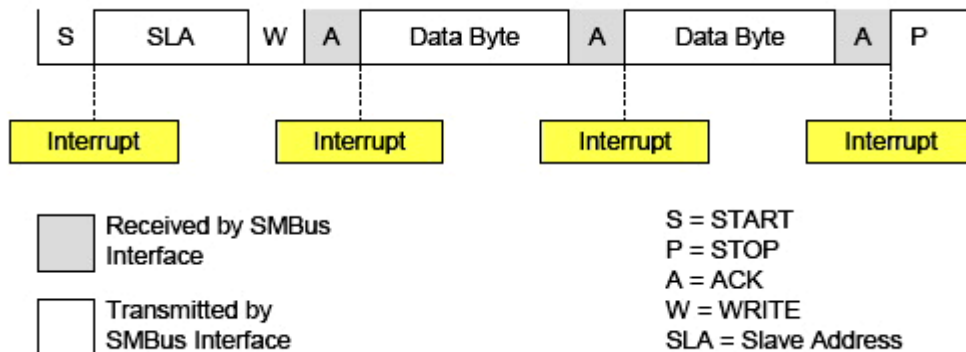 S SLA W A Data Byte A Data Byte A P
Interrupt Interrupt Interrupt Interrupt
Received by SMBus
Interface
Transmitted by
SMBus Interface
S = START
P = STOP
A = ACK
W = WRITE
SLA = Slave Address